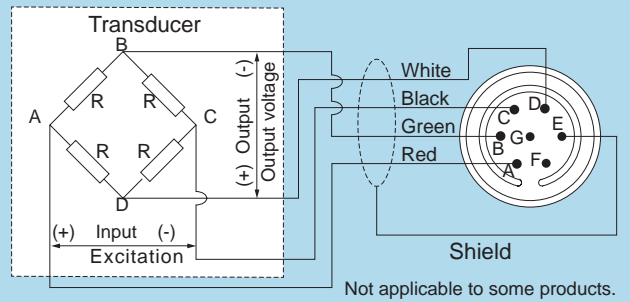 Transducer
B
(-)
White
A
R
R
C
Output
Output voltage
Black
C
D
E
Green
B
G
R
R
Red
A
F
(+)
D
(+) Input (-)
Excitation
Shield
Not applicable to some products.